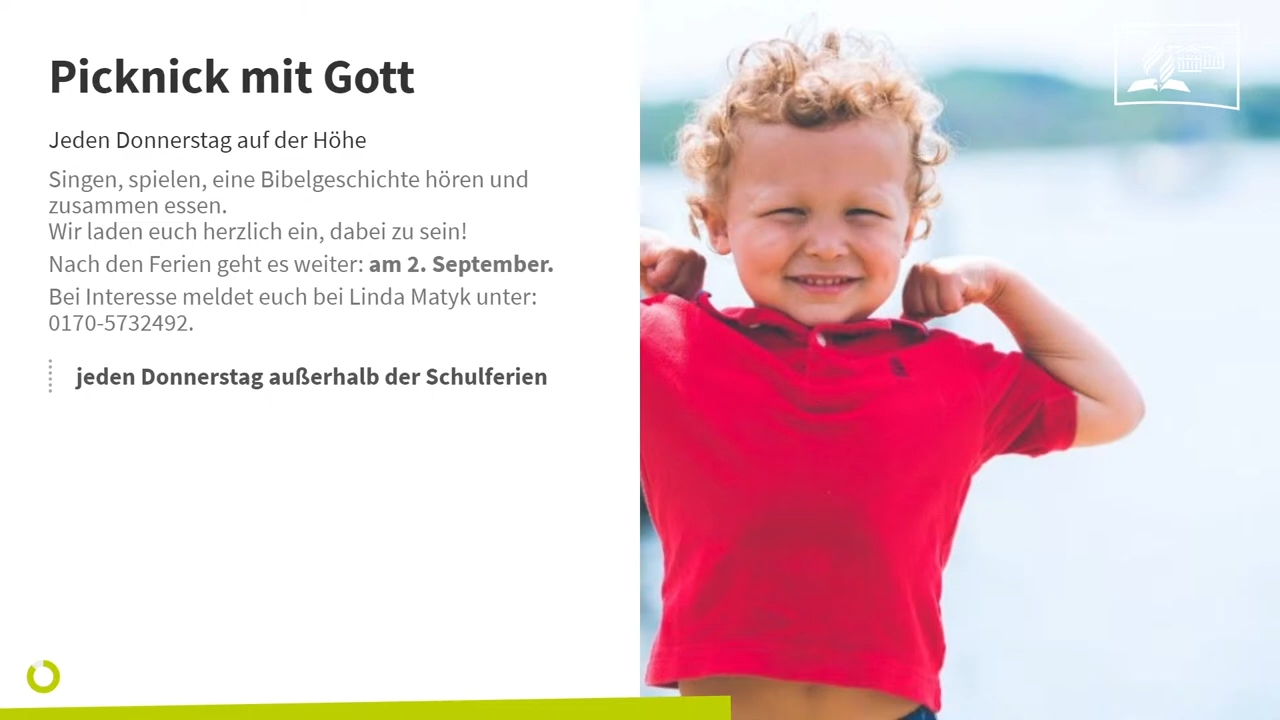 Picknick mit Gott
Jeden Donnerstag auf der Höhe
Singen, spielen, eine Bibelgeschichte hören und
zusammen essen.
Wir laden euch herzlich ein, dabei zu sein!
Nach den Ferien geht es weiter: am 2. September.
Bei Interesse meldet euch bei Linda Matyk unter:
0170-5732492.
jeden Donnerstag außerhalb der Schulferien